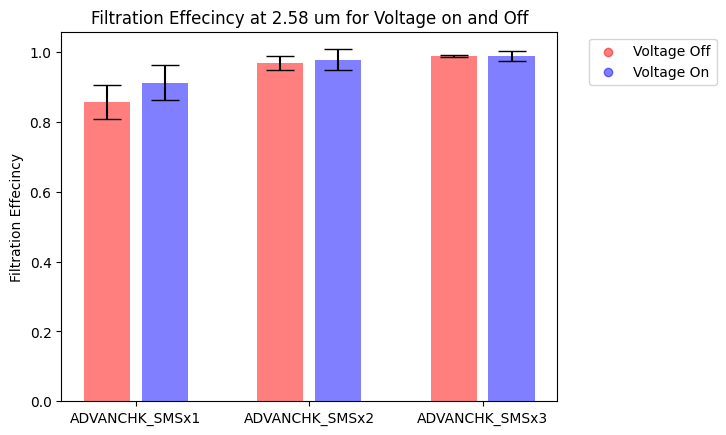 Filtration Effecincy at 2.58 um for Voltage on and Off
Voltage Off
Voltage On
Filtration Effecincy
1.0
0.8
0.6
0.4
0.2
0.0
ADVANCHK_SMSx1
ADVANCHK_SMSx2
ADVANCHK_SMSx3